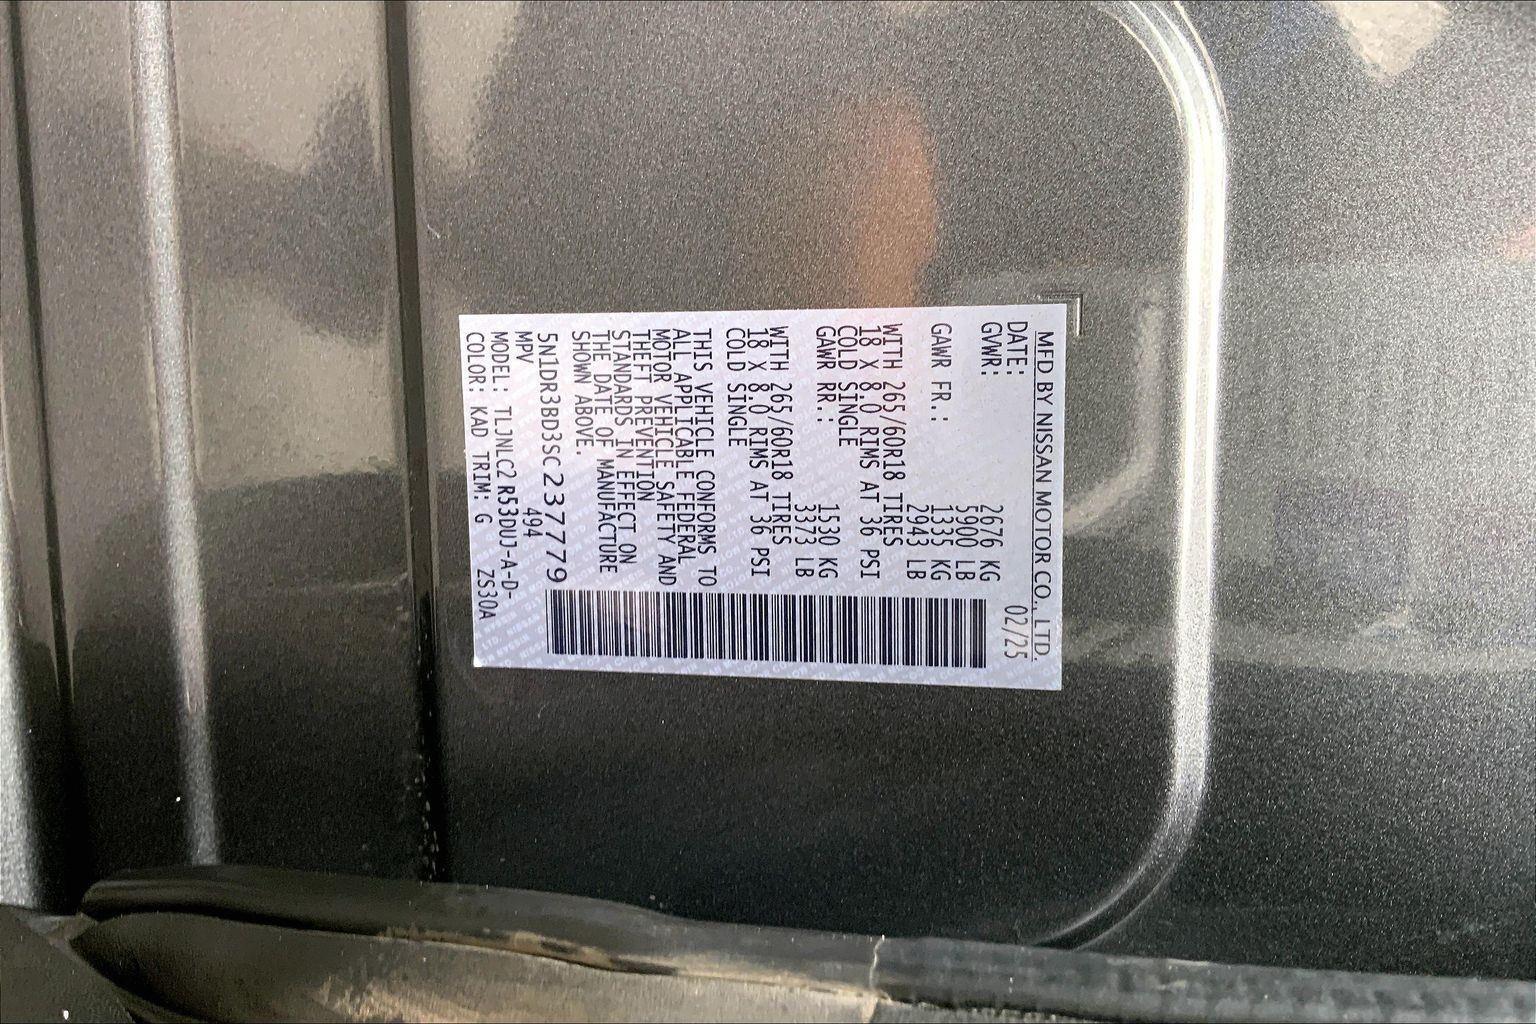 MFD BY NISSAN MOTOR CO., LTD.
DATE: 02/25
GVWR: 2676 KG
5900 LB
GAWR FR.: 1335 KG
2943 LB
WITH 265/60R18 TIRES
18 X 8.0 RIMS AT 36 PSI
COLD SINGLE
GAWR RR.: 1530 KG
3373 LB
WITH 265/60R18 TIRES
18 X 8.0 RIMS AT 36 PSI
COLD SINGLE
THIS VEHICLE CONFORMS TO
ALL APPLICABLE FEDERAL
MOTOR VEHICLE SAFETY AND
THEFT PREVENTION
STANDARDS IN EFFECT ON
THE DATE OF MANUFACTURE
SHOWN ABOVE.
5N1DR3BD3SC237779
MPV 494
MODEL: TLJNLC2 R53DUJ-A-D-
COLOR: KAD TRIM: G ZS30A